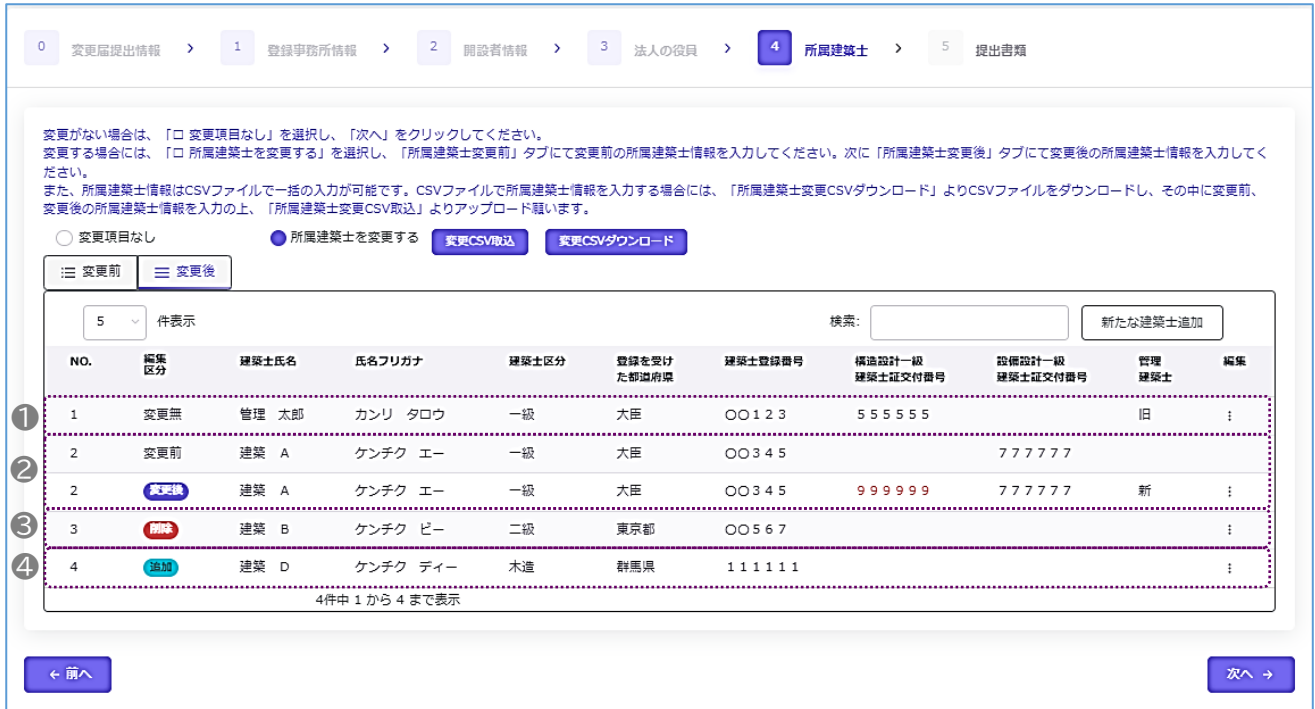 0 変更届提出情報 > 1 登録事務所情報 > 2 開設者情報 > 3 法人の役員 > 4 所属建築士 > 5 提出書類
変更がない場合は、「□ 変更項目なし」を選択し、「次へ」をクリックしてください。
変更する場合には、「□ 所属建築士を変更する」を選択し、「所属建築士変更前」タブにて変更前の所属建築士情報を入力してください。次に「所属建築士変更後」タブにて変更後の所属建築士情報を入力してく
ださい。
また、所属建築士情報はCSVファイルで一括の入力が可能です。CSVファイルで所属建築士情報を入力する場合には、「所属建築士変更CSVダウンロード」よりCSVファイルをダウンロードし、その中に変更前、
変更後の所属建築士情報を入力の上、「所属建築士変更CSV取込」よりアップロード願います。
変更項目なし 所属建築士を変更する 変更CSV取込 変更CSVダウンロード
変更前 変更後
5 件表示 検索: 新たな建築士追加
NO. 編集区分 建築士氏名 氏名フリガナ 建築士区分 登録を受けた都道府県 建築士登録番号 構造設計一級建築士証交付番号 設備設計一級建築士証交付番号 管理建築士 編集
❶ 1 変更無 管理 太郎 カンリ タロウ 一級 大臣 〇〇123 555555 旧 ⋮
❷ 2 変更前 建築 A ケンチク エー 一級 大臣 〇〇345 777777
2 変更後 建築 A ケンチク エー 一級 大臣 〇〇345 999999 777777 新 ⋮
❸ 3 削除 建築 B ケンチク ビー 二級 東京都 〇〇567 ⋮
❹ 4 追加 建築 D ケンチク ディー 木造 群馬県 111111 ⋮
4件中 1 から 4 まで表示
← 前へ 次へ →